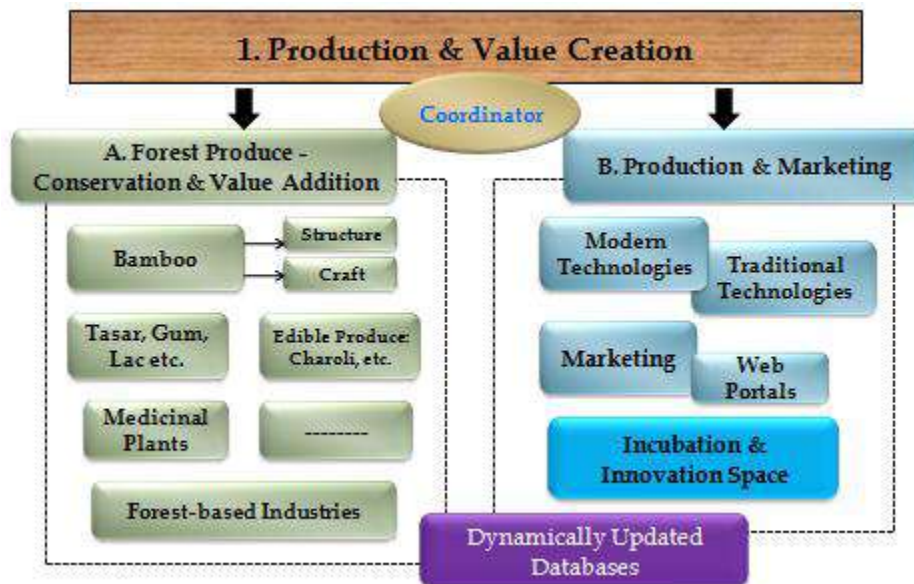 1. Production & Value Creation
Coordinator
A. Forest Produce -
Conservation & Value Addition
Bamboo
Structure
Craft
Tasar, Gum,
Lac etc.
Edible Produce:
Charoli, etc.
Medicinal
Plants
--------
Forest-based Industries
B. Production & Marketing
Modern
Technologies
Traditional
Technologies
Marketing
Web
Portals
Incubation &
Innovation Space
Dynamically Updated
Databases